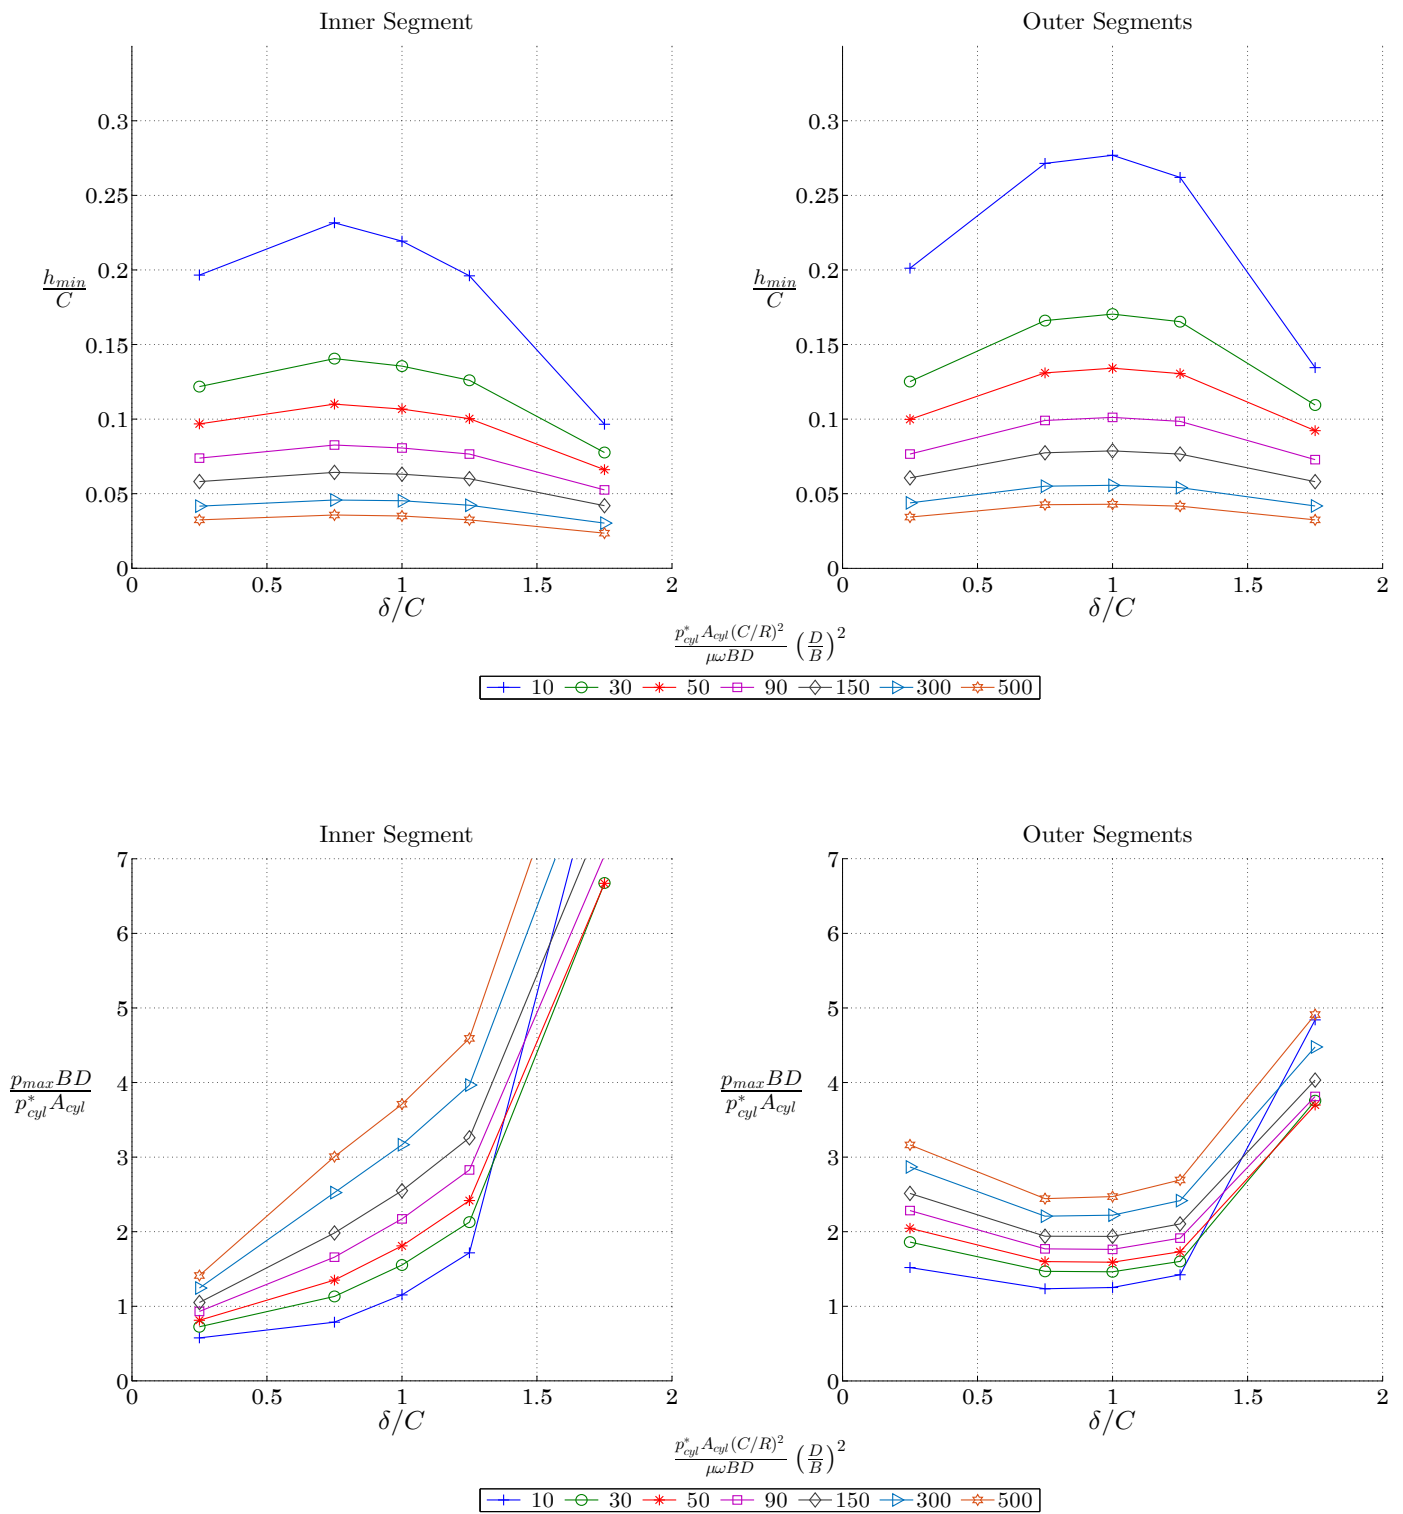 Inner Segment Outer Segments
0.3 0.3
0.25 0.25
0.2 0.2
h_min/C h_min/C
0.15 0.15
0.1 0.1
0.05 0.05
0 0
0 0.5 1 1.5 2 0 0.5 1 1.5 2
δ/C δ/C
p*_cyl A_cyl (C/R)^2 / μωBD (D/B)^2
10 30 50 90 150 300 500
Inner Segment Outer Segments
7 7
6 6
5 5
4 4
p_max BD / p*_cyl A_cyl p_max BD / p*_cyl A_cyl
3 3
2 2
1 1
0 0
0 0.5 1 1.5 2 0 0.5 1 1.5 2
δ/C δ/C
p*_cyl A_cyl (C/R)^2 / μωBD (D/B)^2
10 30 50 90 150 300 500